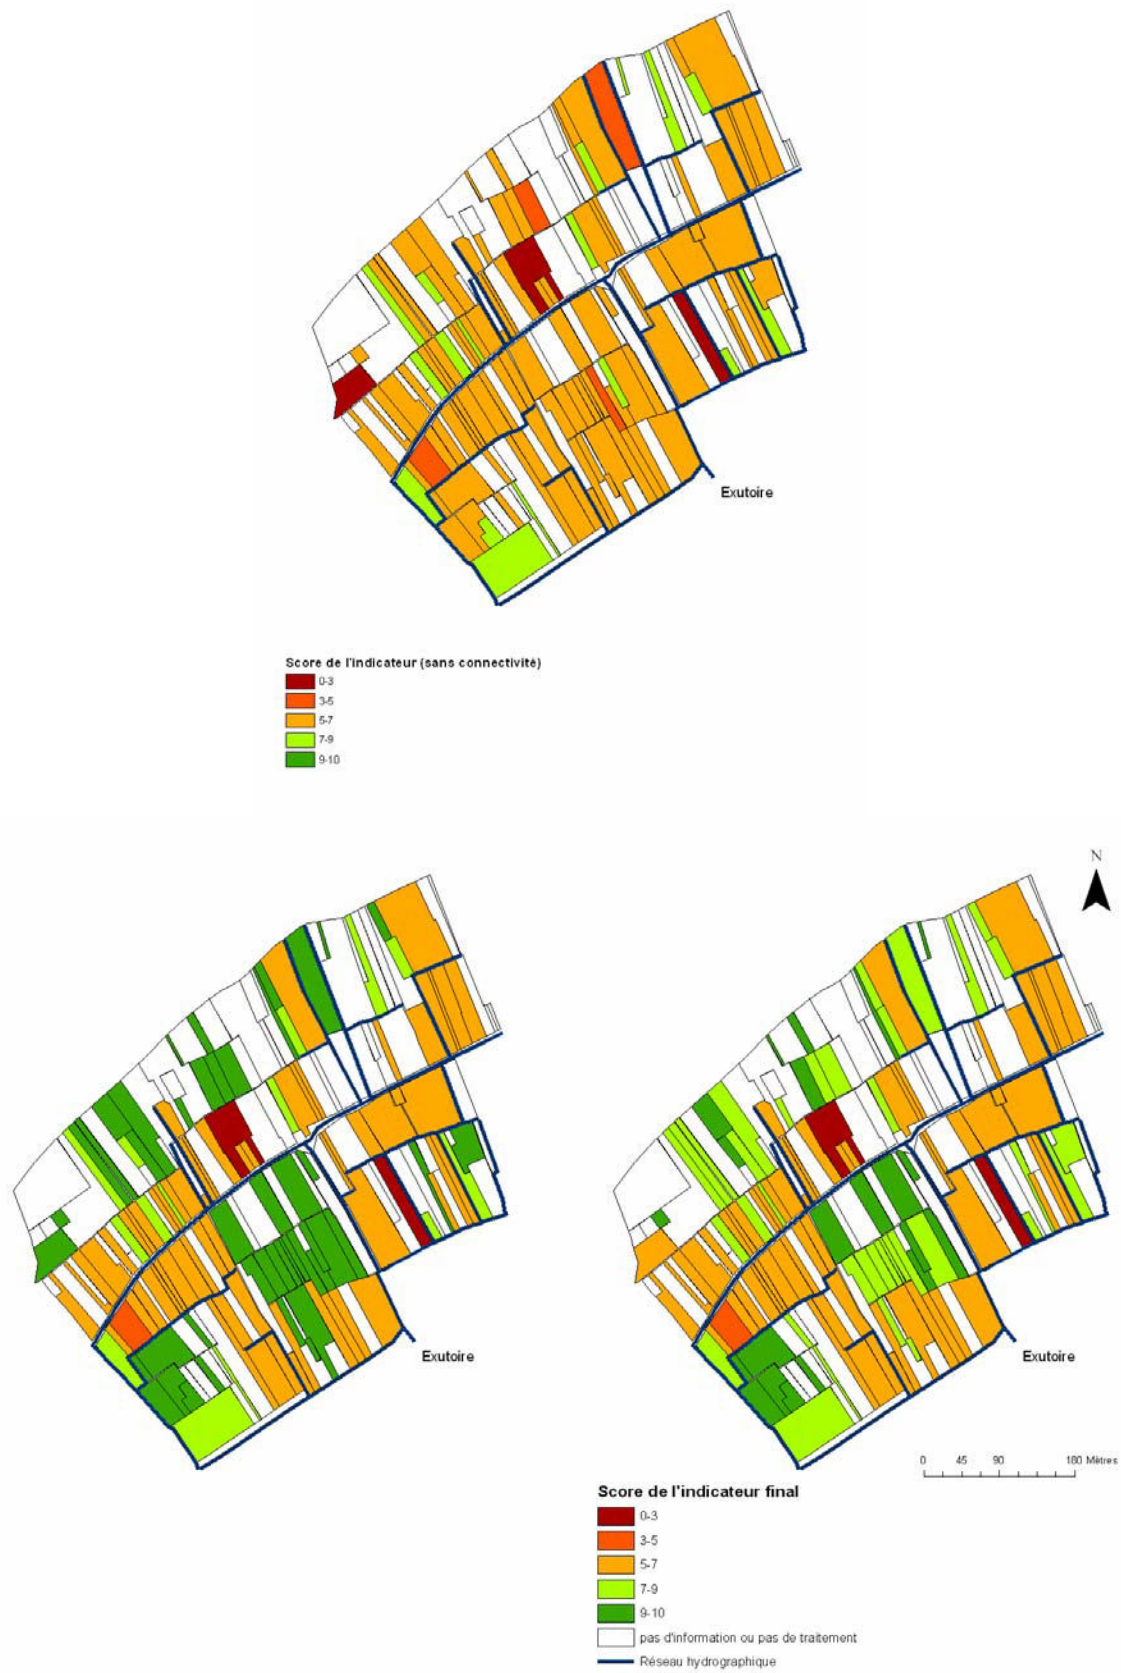 Exutoire
Score de l'indicateur (sans connectivité)
0-3
3-5
5-7
7-9
9-10
N
Exutoire
Exutoire
0 45 90 180 Mètres
Score de l'indicateur final
0-3
3-5
5-7
7-9
9-10
pas d'information ou pas de traitement
Réseau hydrographique